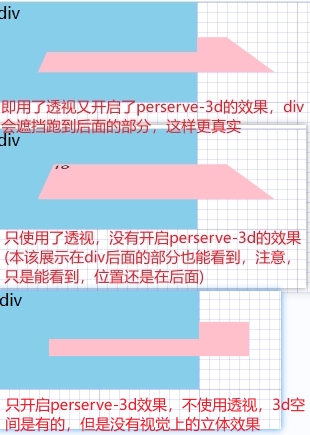 div
即用了透视又开启了perserve-3d的效果，div
会遮挡跑到后面的部分，这样更真实
div
只使用了透视，没有开启perserve-3d的效果
(本该展示在div后面的部分也能看到，注意，
只是能看到，位置还是在后面)
div
只开启perserve-3d效果，不使用透视，3d空
间是有的，但是没有视觉上的立体效果